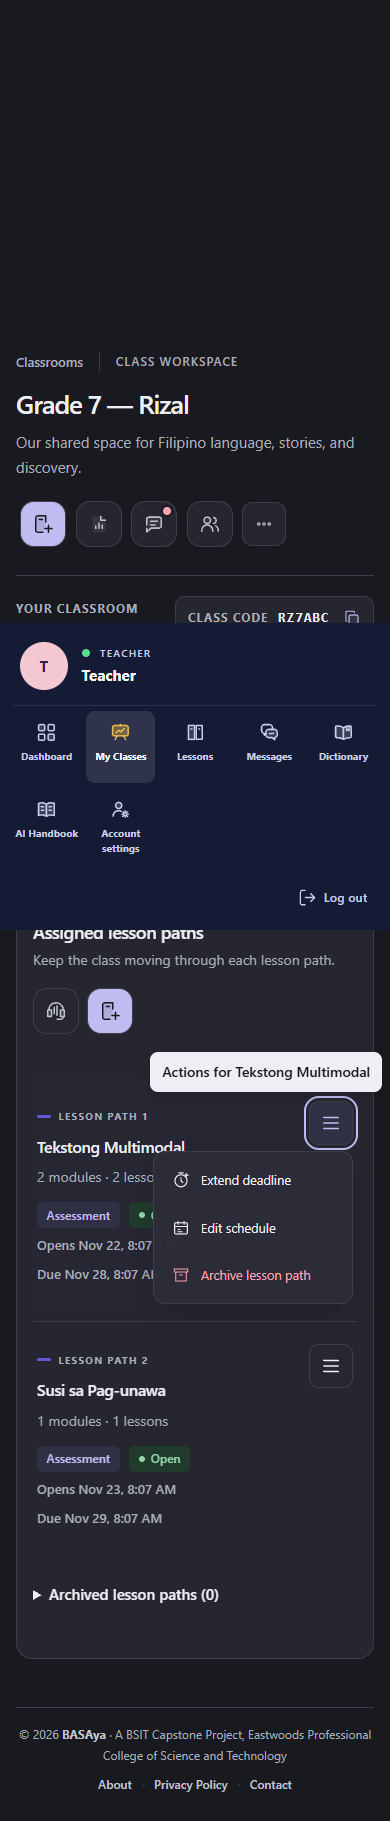 Classrooms
CLASS WORKSPACE
Grade 7 — Rizal
Our shared space for Filipino language, stories, and
discovery.
YOUR CLASSROOM
CLASS CODE RZ7ABC
T
TEACHER
Teacher
Dashboard
My Classes
Lessons
Messages
Dictionary
AI Handbook
Account
settings
Log out
Assigned lesson paths
Keep the class moving through each lesson path.
Actions for Tekstong Multimodal
LESSON PATH 1
Tekstong Multimodal
2 modules · 2 lesso
Extend deadline
Assessment
Edit schedule
Opens Nov 22, 8:07
Due Nov 28, 8:07 A
Archive lesson path
LESSON PATH 2
Susi sa Pag-unawa
1 modules · 1 lessons
Assessment
Open
Opens Nov 23, 8:07 AM
Due Nov 29, 8:07 AM
Archived lesson paths (0)
© 2026 BASAya · A BSIT Capstone Project, Eastwoods Professional
College of Science and Technology
About · Privacy Policy · Contact